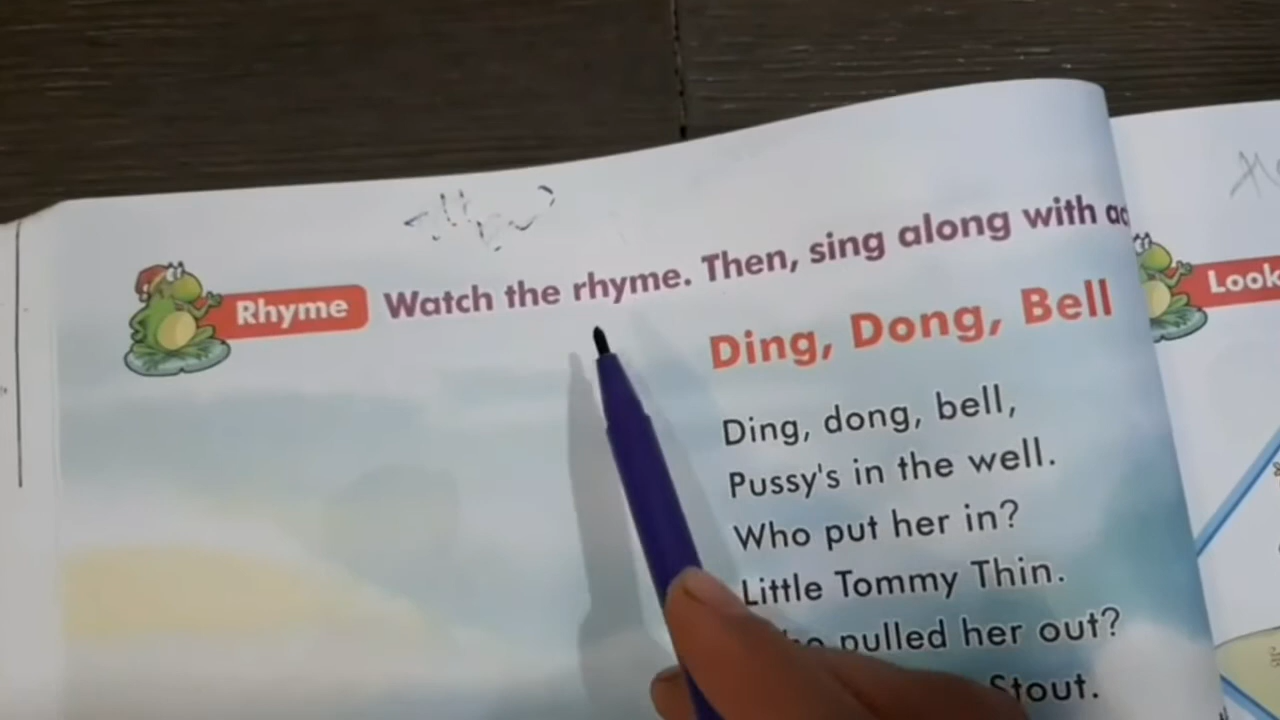 Rhyme Watch the rhyme. Then, sing along with
Ding, Dong, Bell
Ding, dong, bell,
Pussy's in the well.
Who put her in?
Little Tommy Thin.
pulled her out?
Stout.
Look